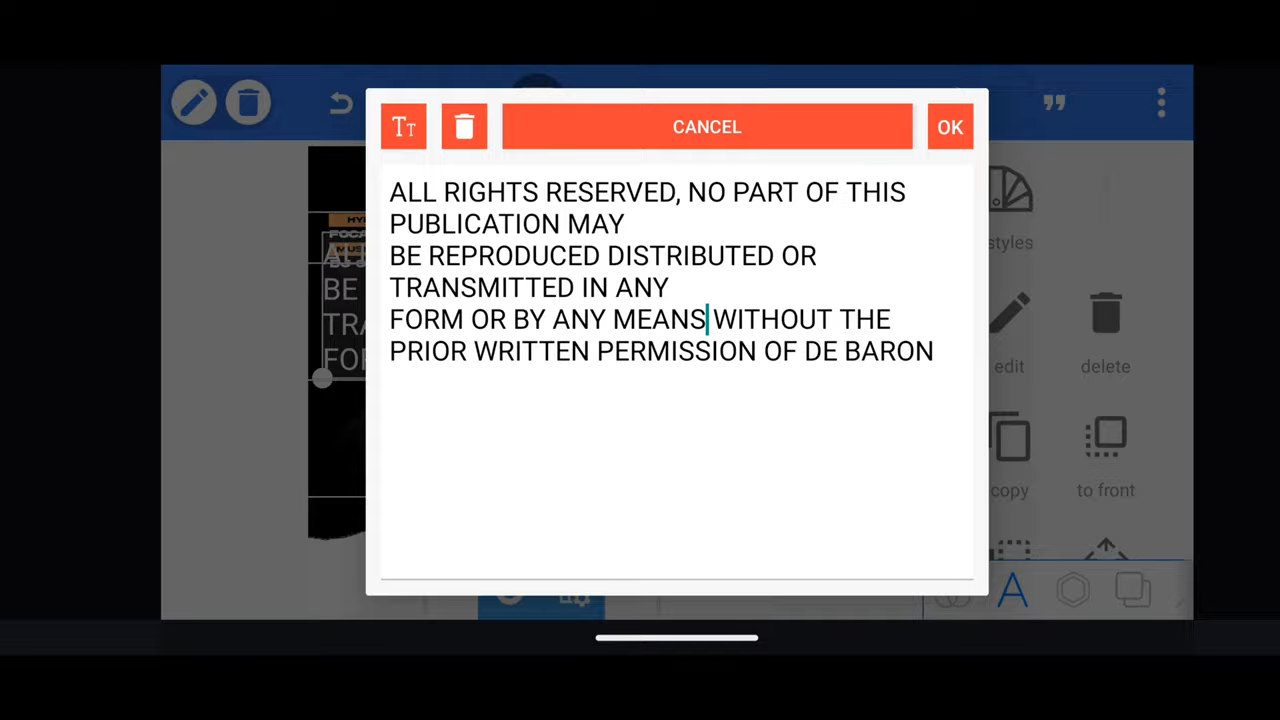 CANCEL
OK
ALL RIGHTS RESERVED, NO PART OF THIS
PUBLICATION MAY
BE REPRODUCED DISTRIBUTED OR
TRANSMITTED IN ANY
FORM OR BY ANY MEANS WITHOUT THE
PRIOR WRITTEN PERMISSION OF DE BARON
BE
styles
edit
delete
copy
to front